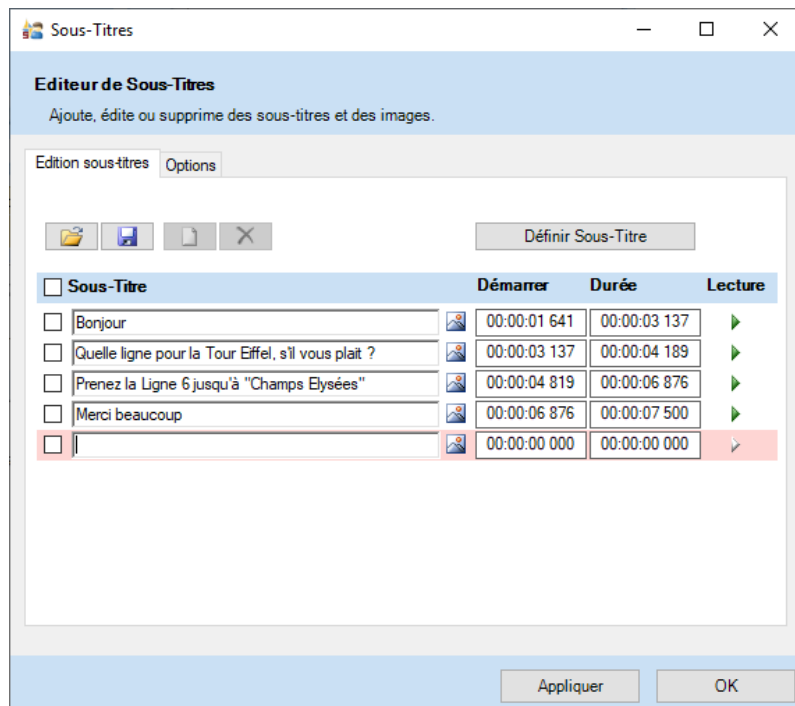 Sous-Titres
Editeur de Sous-Titres
Ajoute, édite ou supprime des sous-titres et des images.
Edition sous-titres Options
Définir Sous-Titre
Sous-Titre Démarrer Durée Lecture
Bonjour 00:00:01 641 00:00:03 137
Quelle ligne pour la Tour Eiffel, s'il vous plait ? 00:00:03 137 00:00:04 189
Prenez la Ligne 6 jusqu'à "Champs Elysées" 00:00:04 819 00:00:06 876
Merci beaucoup 00:00:06 876 00:00:07 500
00:00:00 000 00:00:00 000
Appliquer OK